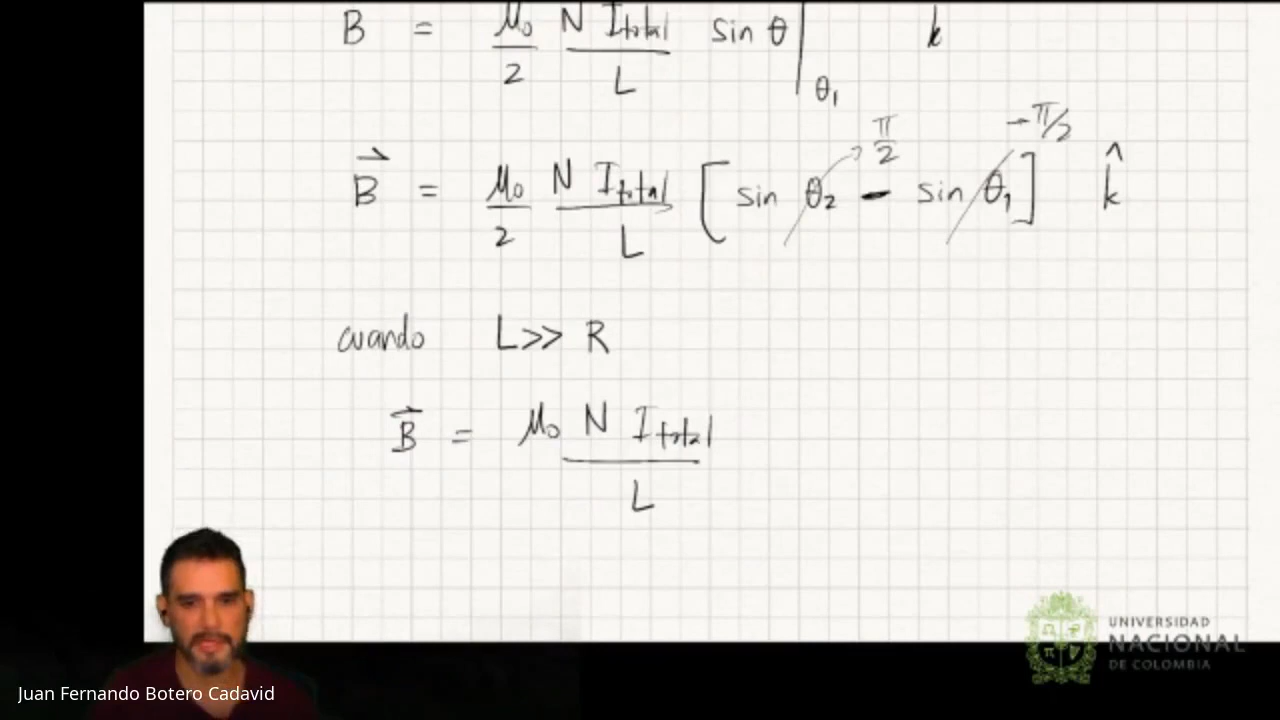 B = μ₀/2 N Itotal/L sin θ |θ₁ k
B⃗ = μ₀/2 N Itotal/L [sin θ₂ - sin θ₁] k̂ π/2 -π/2
cuando L>> R
B⃗ = μ₀ N Itotal/L
UNIVERSIDAD
NACIONAL
DE COLOMBIA
Juan Fernando Botero Cadavid